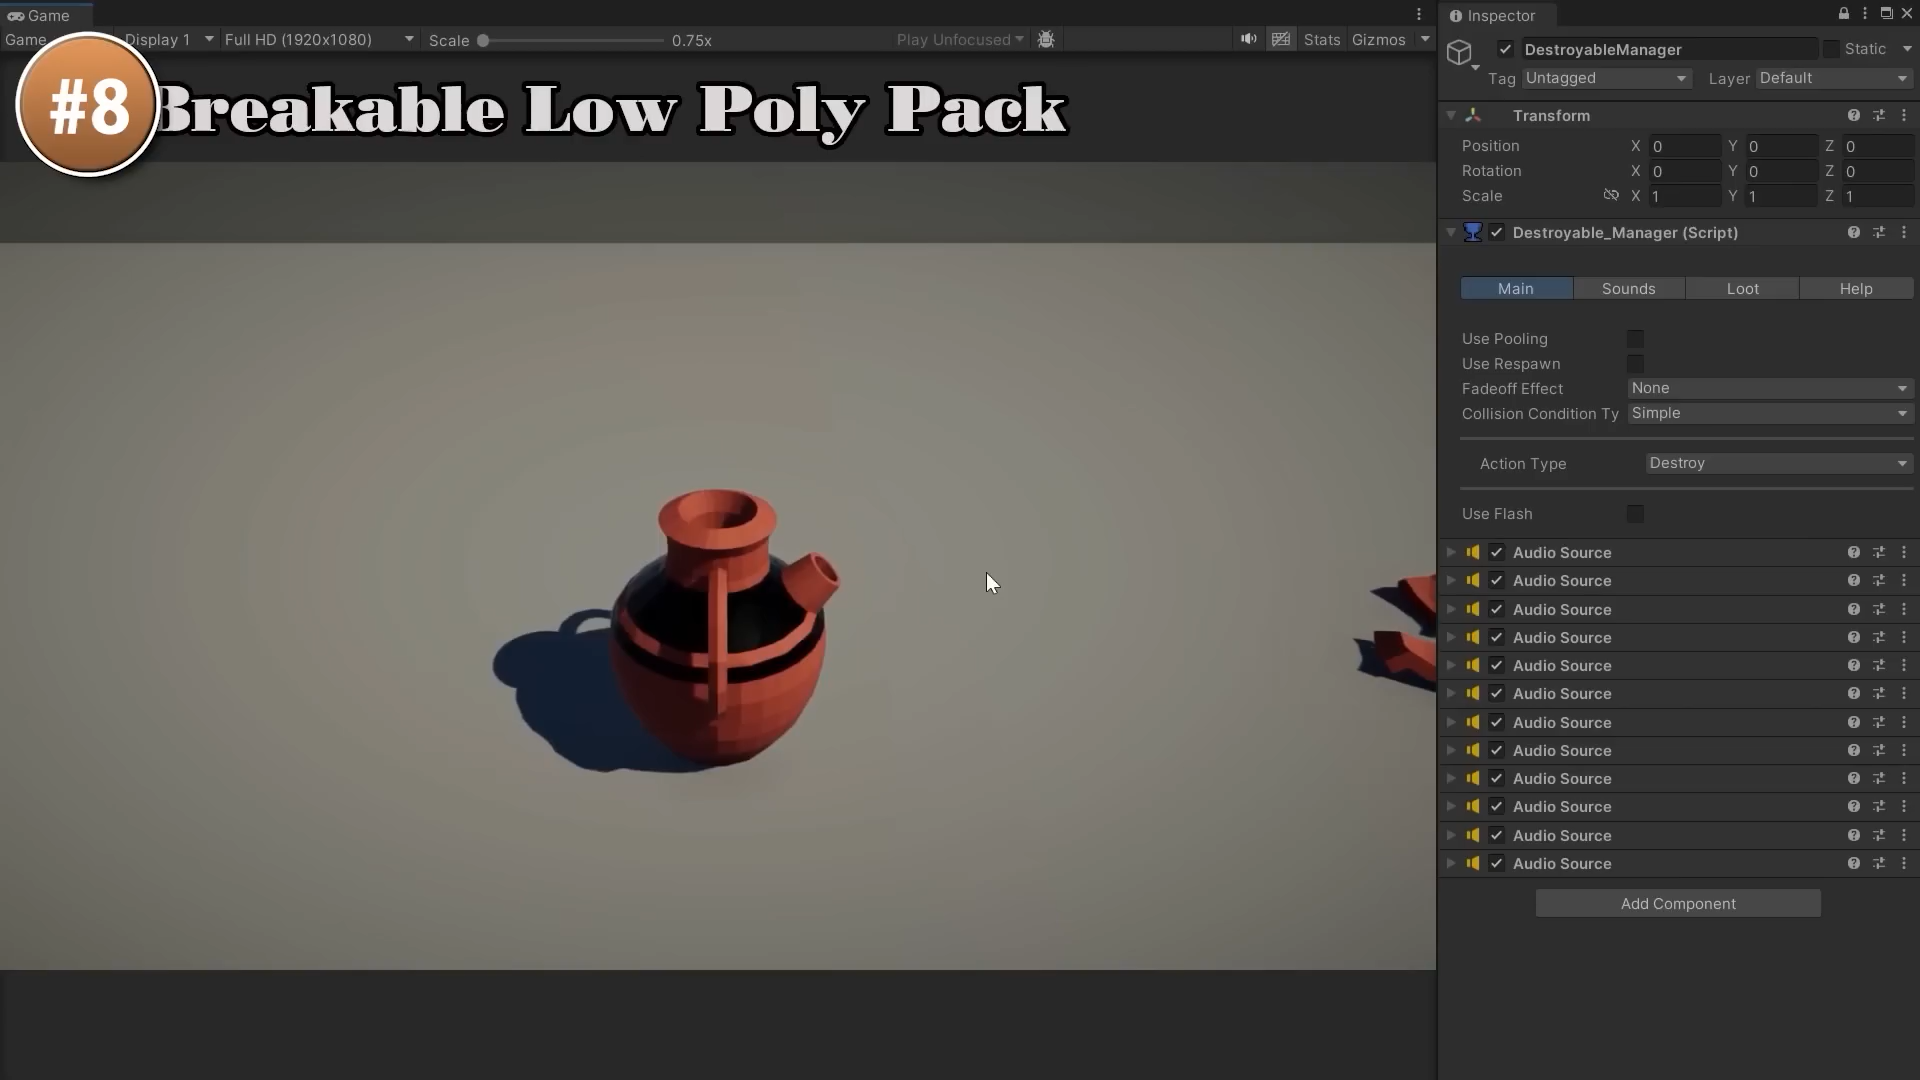 Game
Game
Display 1
Full HD (1920x1080)
Scale
0.75x
Play Unfocused
Stats
Gizmos
#8
Breakable Low Poly Pack
Inspector
DestroyableManager
Static
Tag Untagged
Layer Default
Transform
Position X 0 Y 0 Z 0
Rotation X 0 Y 0 Z 0
Scale X 1 Y 1 Z 1
Destroyable_Manager (Script)
Main Sounds Loot Help
Use Pooling
Use Respawn
Fadeoff Effect None
Collision Condition Ty Simple
Action Type Destroy
Use Flash
Audio Source
Audio Source
Audio Source
Audio Source
Audio Source
Audio Source
Audio Source
Audio Source
Audio Source
Audio Source
Audio Source
Audio Source
Add Component